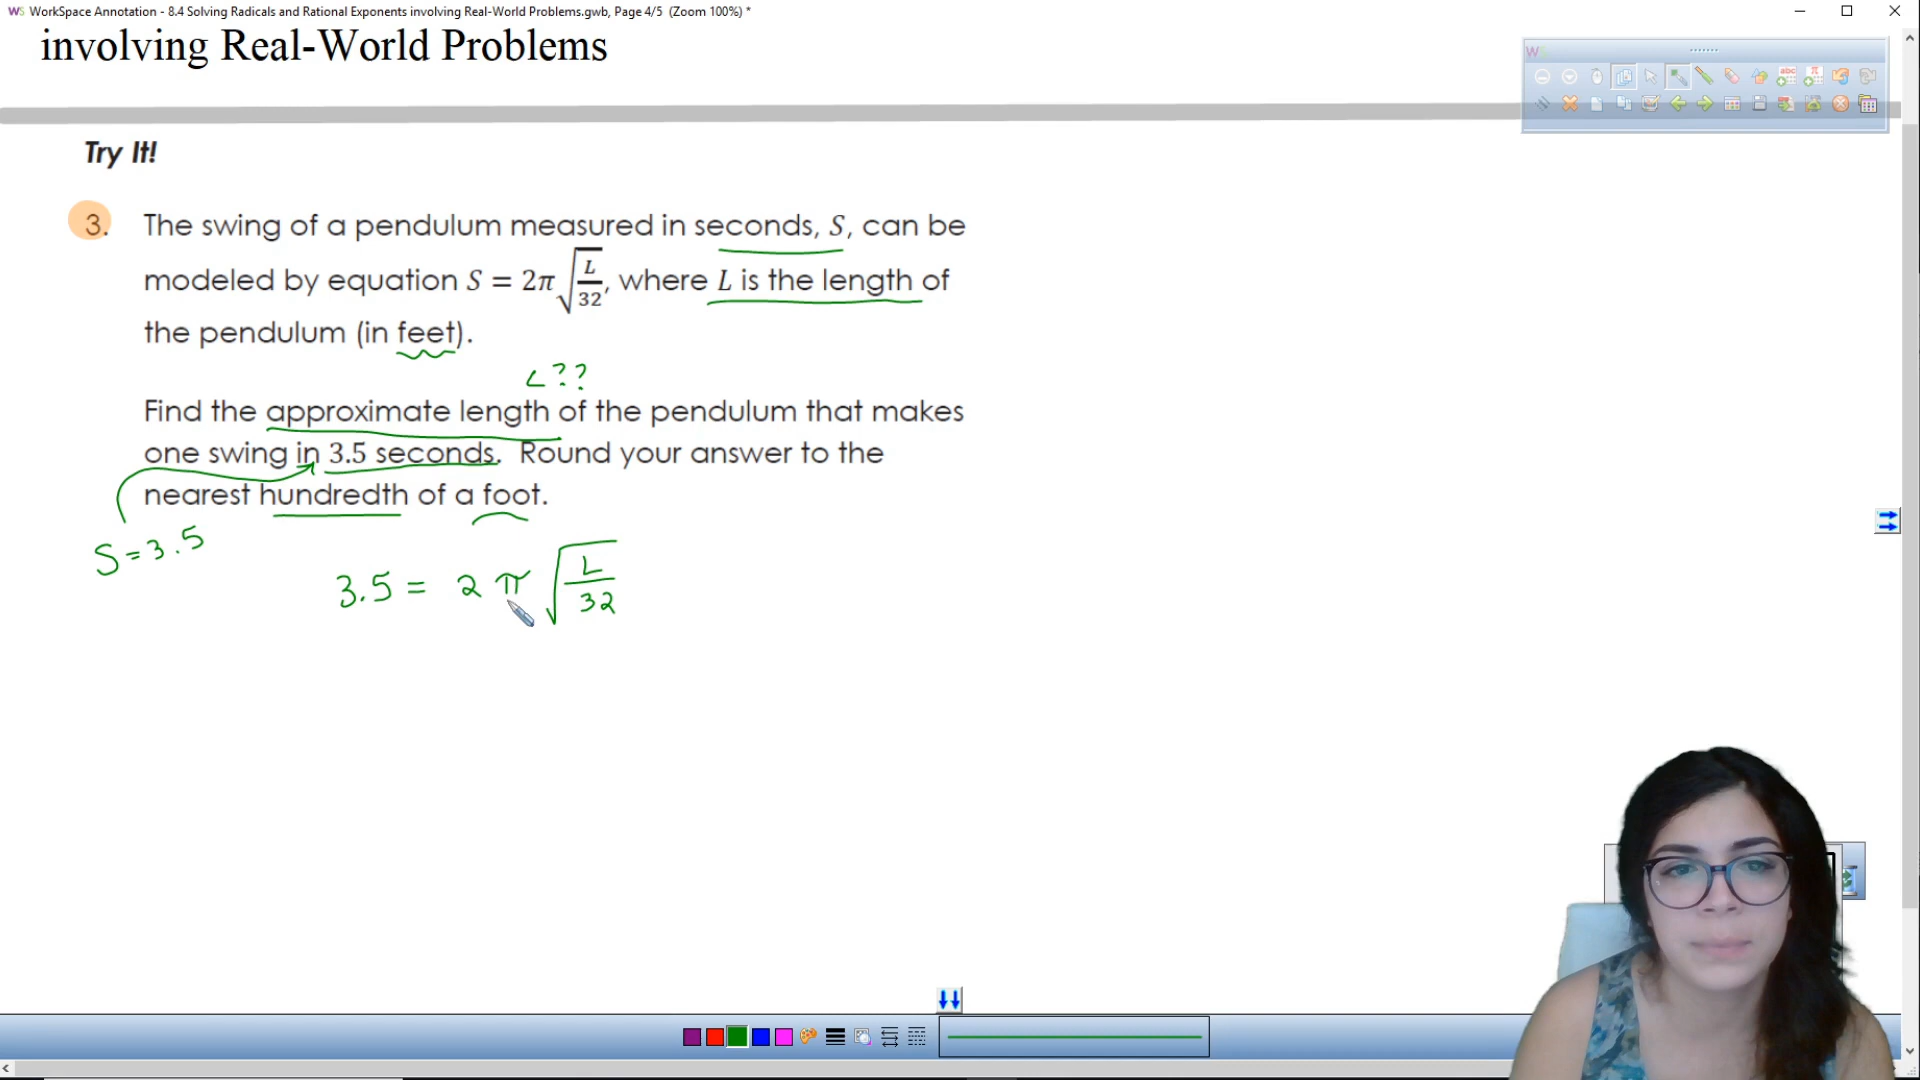 WS WorkSpace Annotation - 8.4 Solving Radicals and Rational Exponents involving Real-World Problems.gwb, Page 4/5 (Zoom 100%) *
involving Real-World Problems
Try It!
3. The swing of a pendulum measured in seconds, S, can be
modeled by equation S = 2π√(L/32), where L is the length of
the pendulum (in feet).
L??
Find the approximate length of the pendulum that makes
one swing in 3.5 seconds. Round your answer to the
nearest hundredth of a foot.
S = 3.5
3.5 = 2π√(L/32)